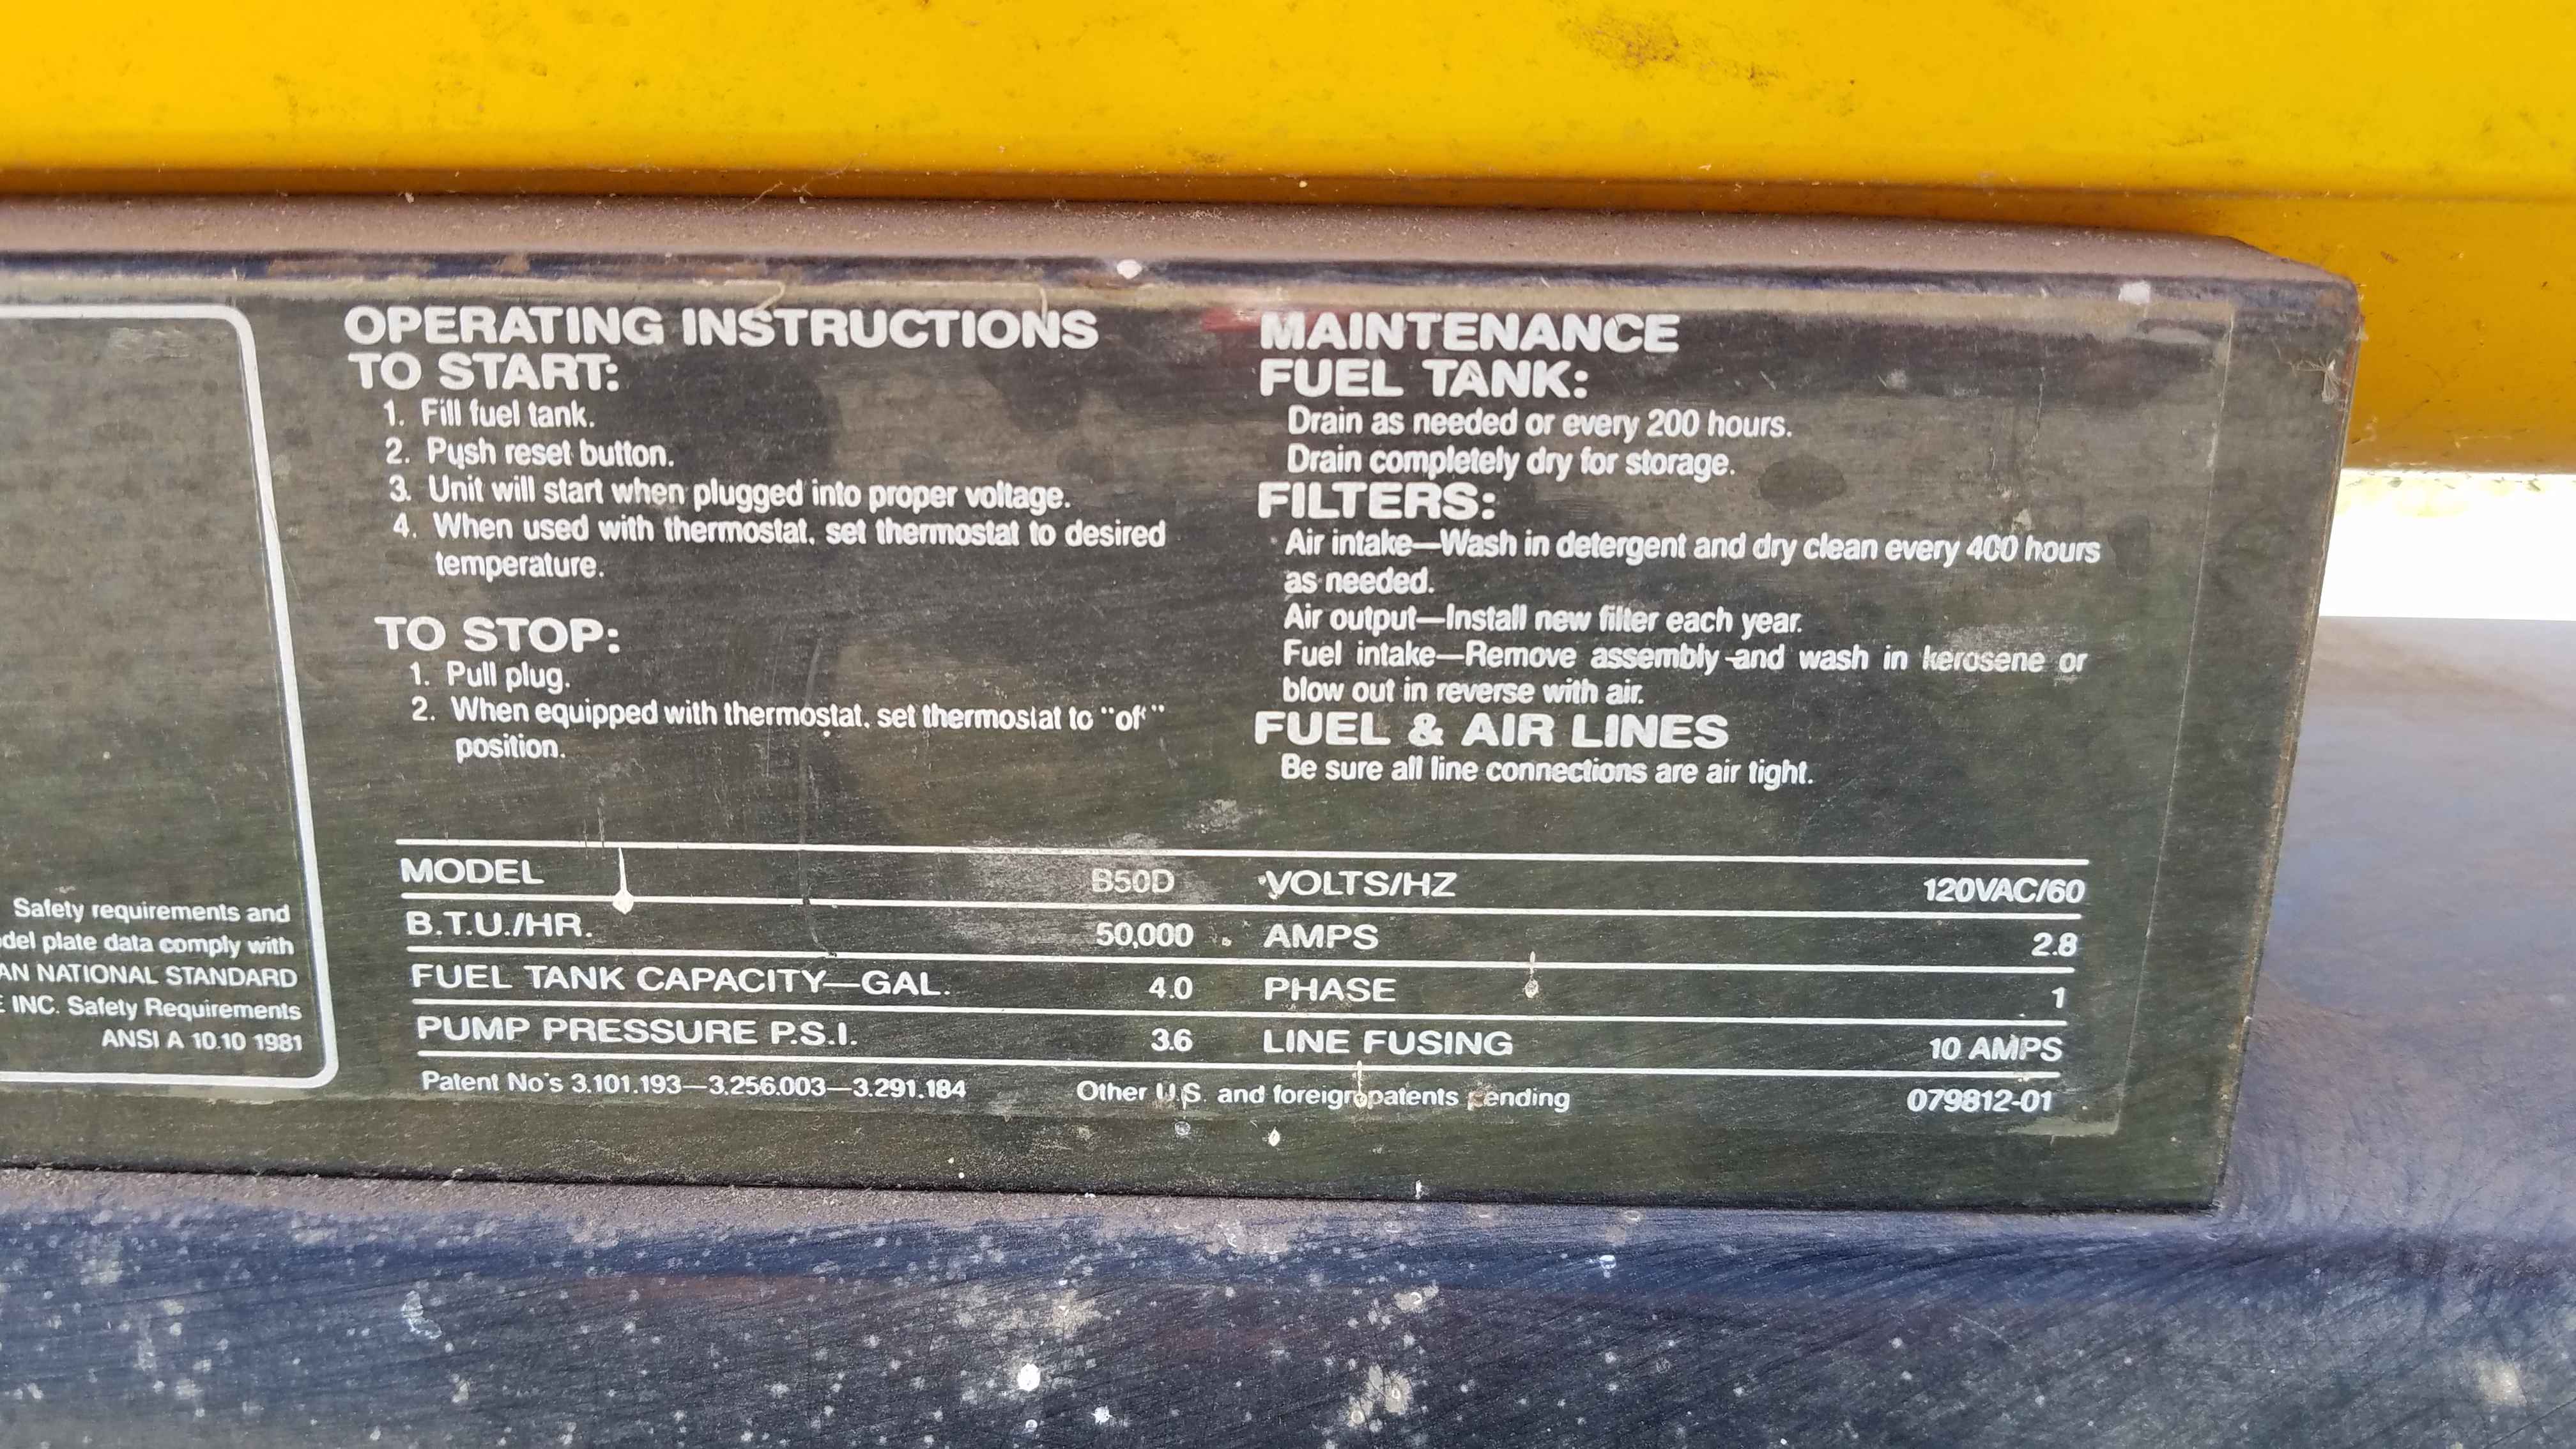 OPERATING INSTRUCTIONS
TO START:
1. Fill fuel tank.
2. Push reset button.
3. Unit will start when plugged into proper voltage.
4. When used with thermostat, set thermostat to desired
temperature.
TO STOP:
1. Pull plug.
2. When equipped with thermostat, set thermostat to "of"
position.
MAINTENANCE
FUEL TANK:
Drain as needed or every 200 hours.
Drain completely dry for storage.
FILTERS:
Air intake—Wash in detergent and dry clean every 400 hours
as needed.
Air output—Install new filter each year.
Fuel intake—Remove assembly and wash in kerosene or
blow out in reverse with air.
FUEL & AIR LINES
Be sure all line connections are air tight.
Safety requirements and
del plate data comply with
AN NATIONAL STANDARD
INC. Safety Requirements
ANSI A 10.10 1981
MODEL B50D VOLTS/HZ 120VAC/60
B.T.U./HR. 50,000 AMPS 2.8
FUEL TANK CAPACITY—GAL. 4.0 PHASE 1
PUMP PRESSURE P.S.I. 3.6 LINE FUSING 10 AMPS
Patent No's 3.101.193—3.256.003—3.291.184 Other U.S. and foreign patents pending 079812-01